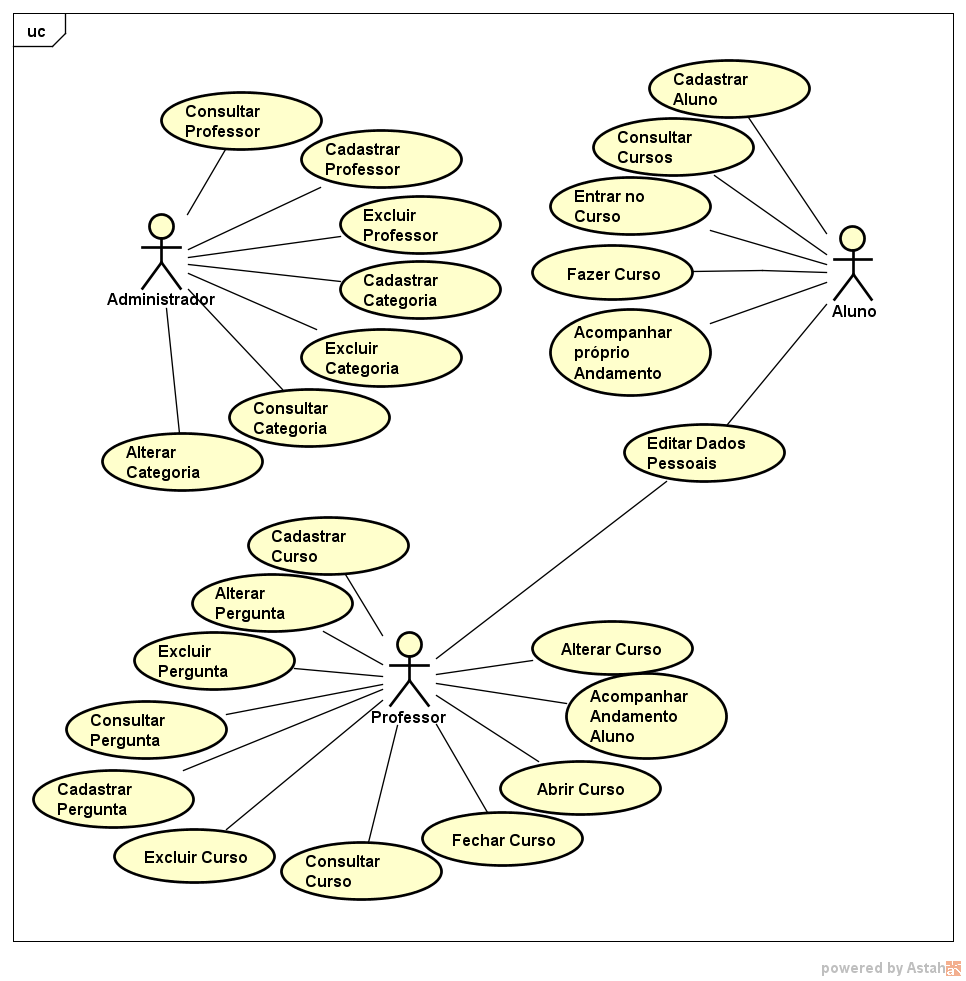 uc
Consultar
Professor
Cadastrar
Professor
Excluir
Professor
Cadastrar
Categoria
Excluir
Categoria
Consultar
Categoria
Alterar
Categoria
Administrador
Cadastrar
Aluno
Consultar
Cursos
Entrar no
Curso
Fazer Curso
Acompanhar
próprio
Andamento
Aluno
Editar Dados
Pessoais
Cadastrar
Curso
Alterar
Pergunta
Excluir
Pergunta
Consultar
Pergunta
Cadastrar
Pergunta
Excluir Curso
Consultar
Curso
Fechar Curso
Abrir Curso
Acompanhar
Andamento
Aluno
Alterar Curso
Professor
powered by Astah